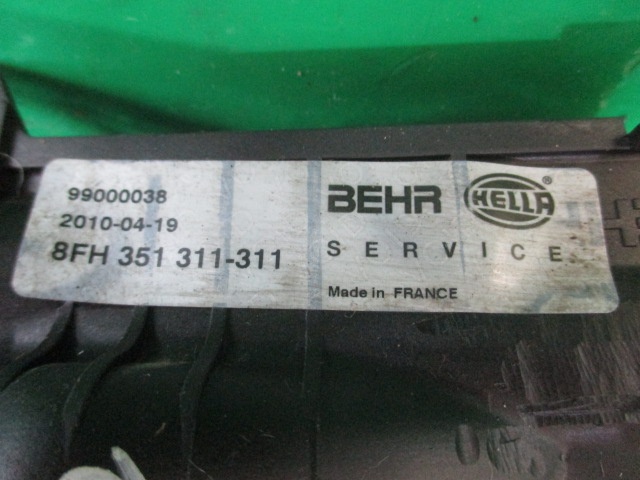 99000038
2010-04-19
8FH 351 311-311
BEHR HELLA®
SERVICE
Made in FRANCE